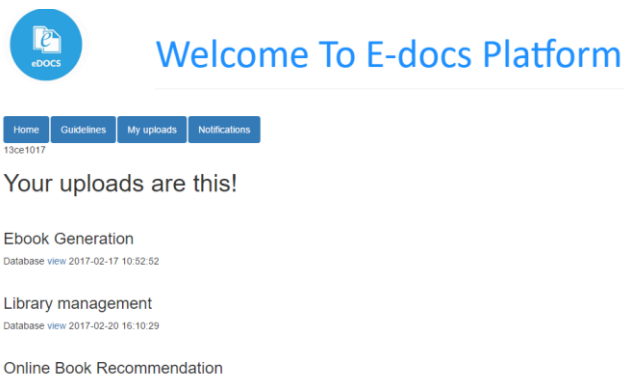 eDOCS
Welcome To E-docs Platform
Home Guidelines My uploads Notifications
13ce1017
Your uploads are this!
Ebook Generation
Database view 2017-02-17 10:52:52
Library management
Database view 2017-02-20 16:10:29
Online Book Recommendation